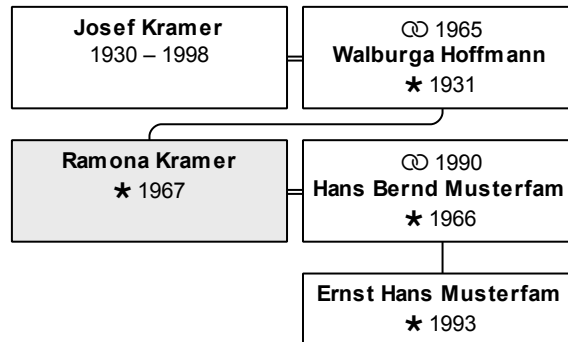 Josef Kramer
1930 – 1998
⚭ 1965
Walburga Hoffmann
★ 1931
Ramona Kramer
★ 1967
⚭ 1990
Hans Bernd Musterfam
★ 1966
Ernst Hans Musterfam
★ 1993